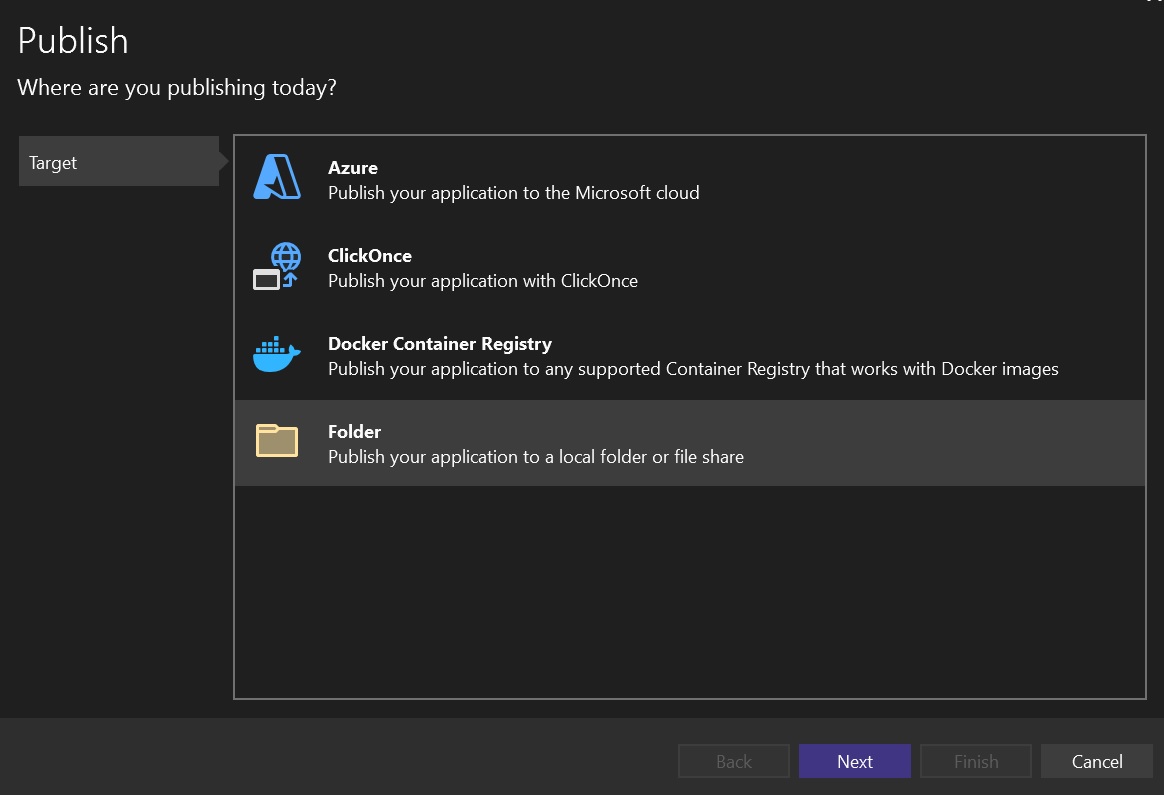 Publish
Where are you publishing today?
Target
Azure
Publish your application to the Microsoft cloud
ClickOnce
Publish your application with ClickOnce
Docker Container Registry
Publish your application to any supported Container Registry that works with Docker images
Folder
Publish your application to a local folder or file share
Back
Next
Finish
Cancel